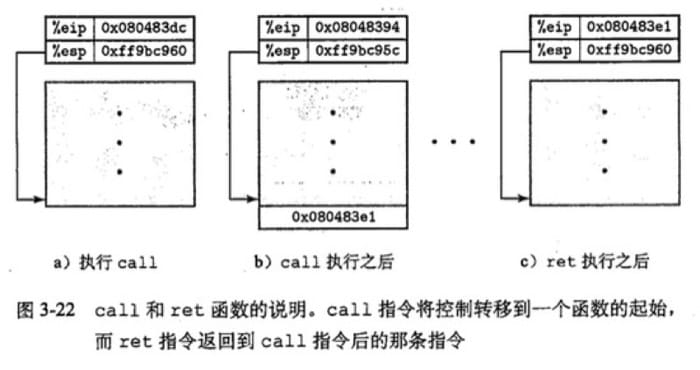 %eip 0x080483dc
%esp 0xff9bc960
%eip 0x08048394
%esp 0xff9bc95c
0x080483e1
%eip 0x080483e1
%esp 0xff9bc960
a）执行 call
b）call 执行之后
c）ret 执行之后
图 3-22 call 和 ret 函数的说明。call 指令将控制转移到一个函数的起始，
而 ret 指令返回到 call 指令后的那条指令